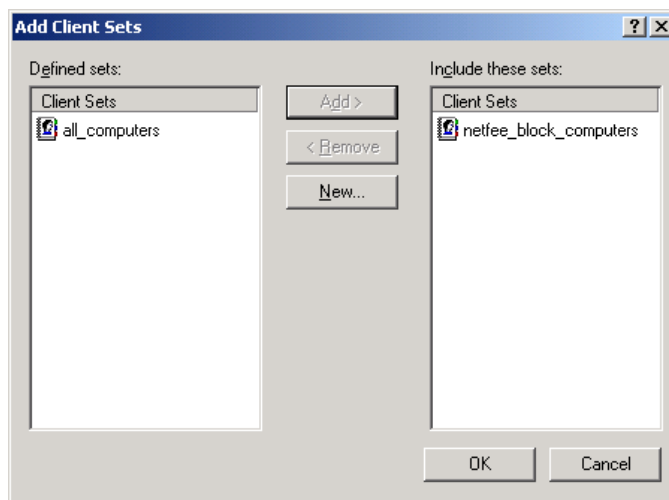 Add Client Sets
Defined sets:
Client Sets
all_computers
Add >
< Remove
New...
Include these sets:
Client Sets
netfee_block_computers
OK
Cancel